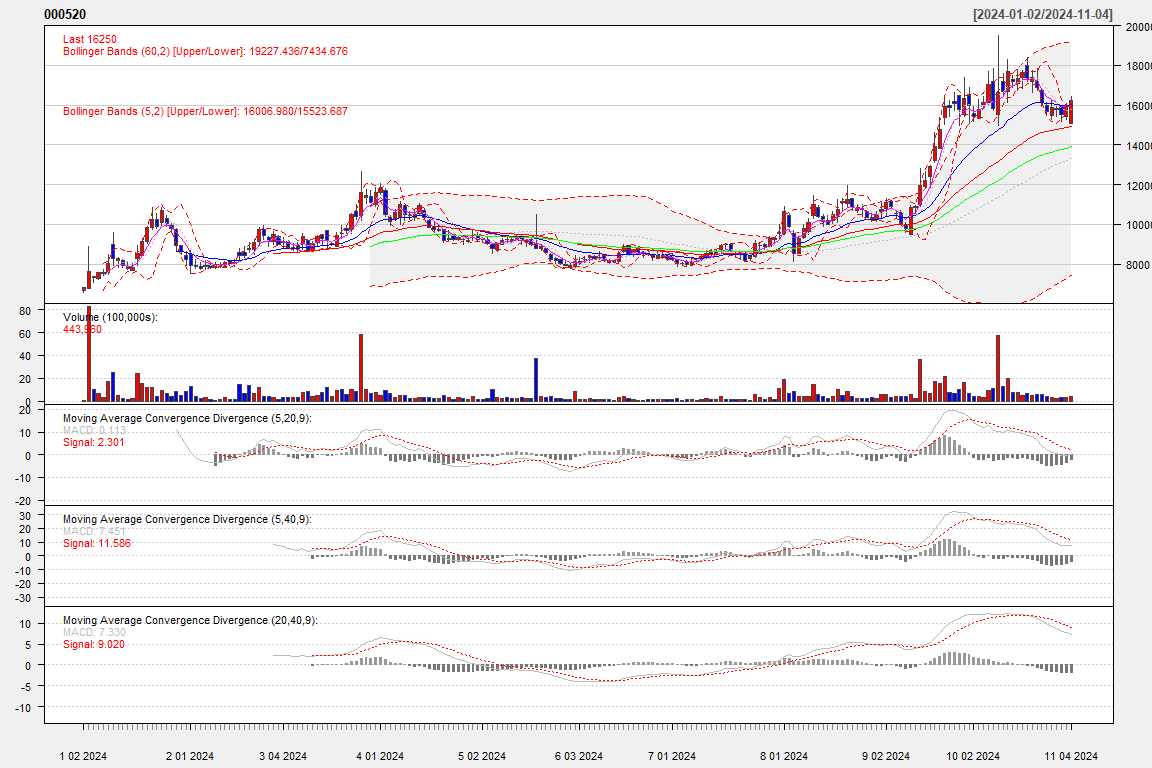 000520 [2024-01-02/2024-11-04]
Last 16250
Bollinger Bands (60,2) [Upper/Lower]: 19227.436/7434.676
Bollinger Bands (5,2) [Upper/Lower]: 16006.980/15523.687
20000
18000
16000
14000
12000
10000
8000
Volume (100,000s):
443,960
80
60
40
20
0
Moving Average Convergence Divergence (5,20,9):
MACD: 0.113
Signal: 2.301
20
10
0
-10
-20
Moving Average Convergence Divergence (5,40,9):
MACD: 7.451
Signal: 11.586
30
20
10
0
-10
-20
-30
Moving Average Convergence Divergence (20,40,9):
MACD: 7.330
Signal: 9.020
10
5
0
-5
-10
1 02 2024 2 01 2024 3 04 2024 4 01 2024 5 02 2024 6 03 2024 7 01 2024 8 01 2024 9 02 2024 10 02 2024 11 04 2024